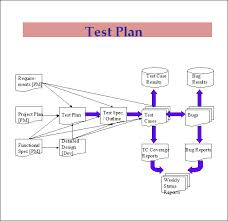 Test Plan
Require-
ments [PM]
Project Plan
[PM]
Functional
Spec [PM]
Test Plan
Detailed
Design
[Dev]
Test Spec.
Outline
Test Case
Results
Bug
Results
Test
Cases
Bugs
TC Coverage
Reports
Bug Reports
Weekly
Status
Reports